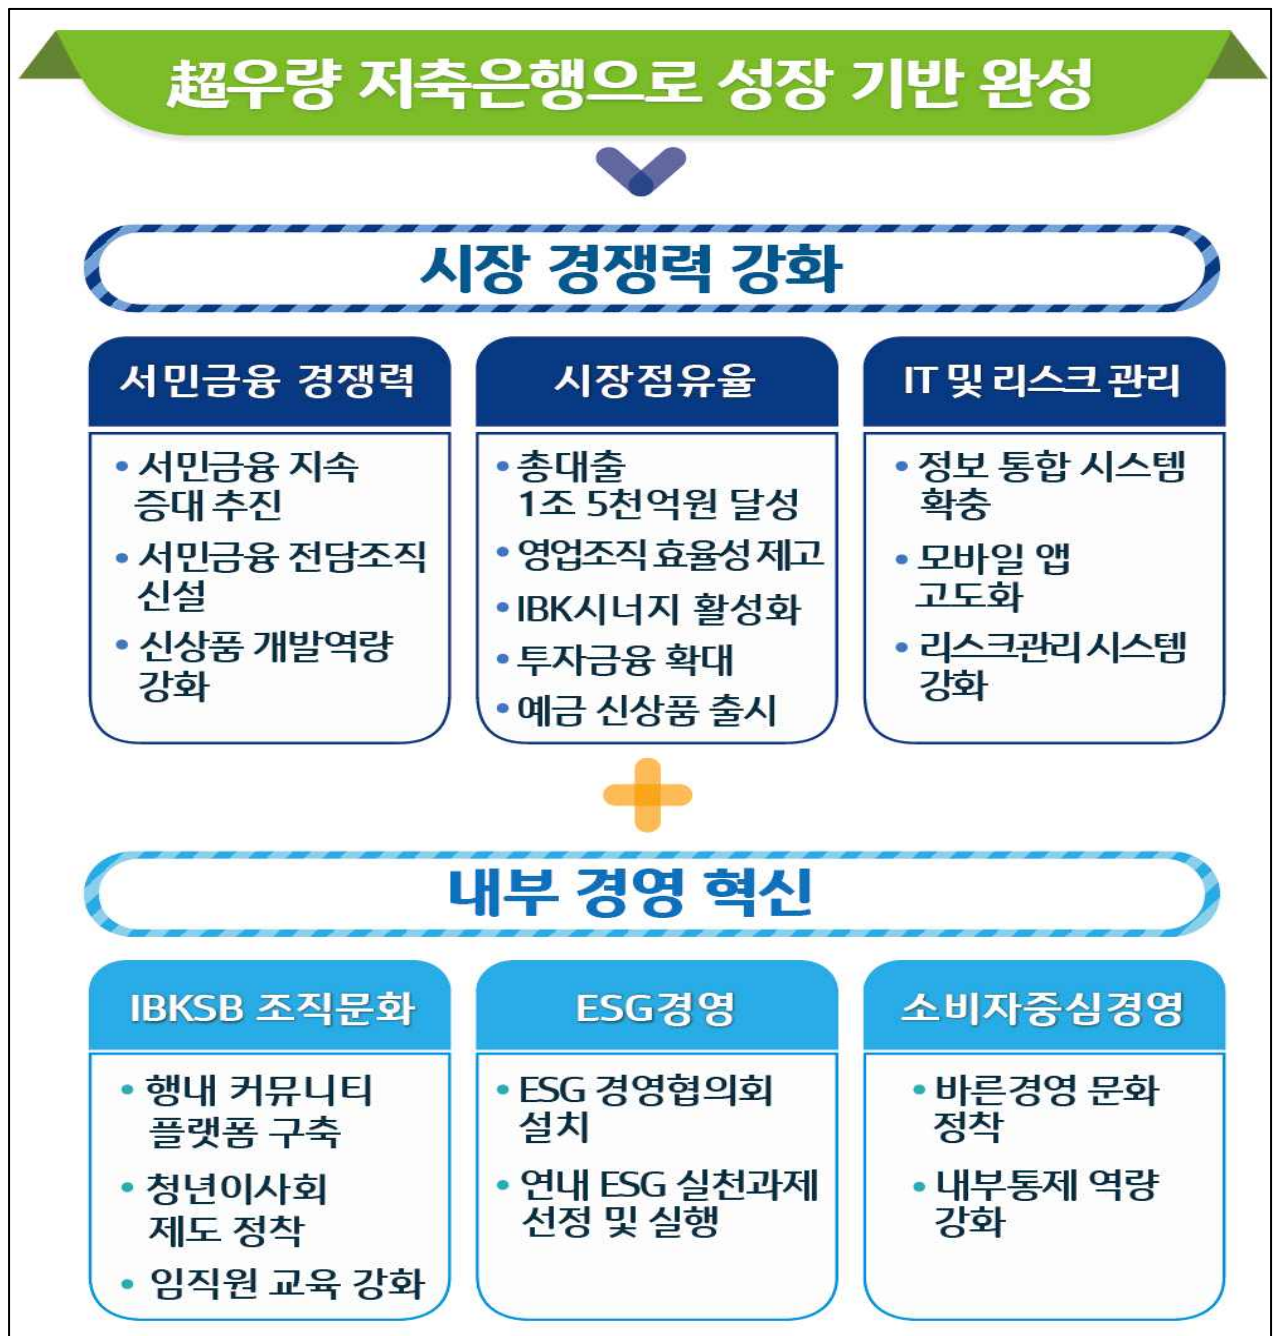 超우량 저축은행으로 성장 기반 완성
시장 경쟁력 강화
서민금융 경쟁력
• 서민금융 지속
증대 추진
• 서민금융 전담조직
신설
• 신상품 개발역량
강화
시장점유율
• 총대출
1조 5천억원 달성
• 영업조직 효율성 제고
• IBK시너지 활성화
• 투자금융 확대
• 예금 신상품 출시
IT 및 리스크 관리
• 정보 통합 시스템
확충
• 모바일 앱
고도화
• 리스크관리 시스템
강화
내부 경영 혁신
IBKSB 조직문화
• 행내 커뮤니티
플랫폼 구축
• 청년이사회
제도 정착
• 임직원 교육 강화
ESG경영
• ESG 경영협의회
설치
• 연내 ESG 실천과제
선정 및 실행
소비자중심경영
• 바른경영 문화
정착
• 내부통제 역량
강화